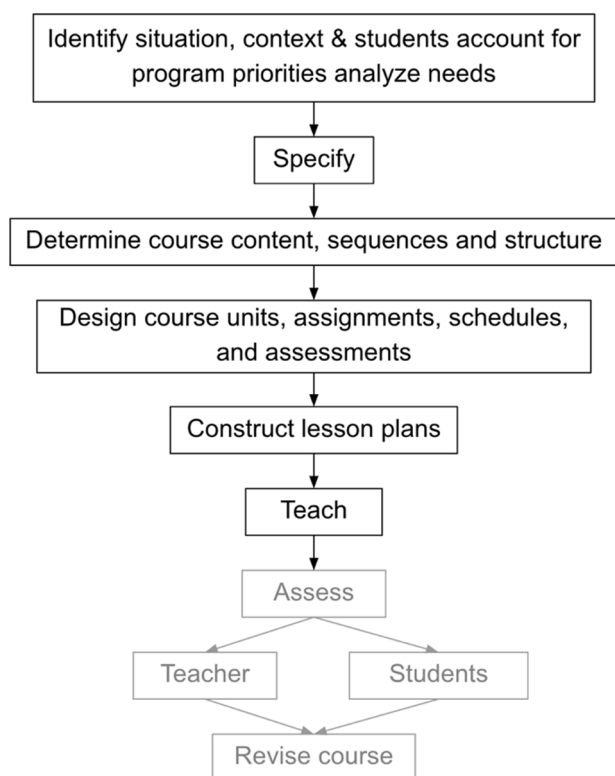 Identify situation, context & students account for
program priorities analyze needs
Specify
Determine course content, sequences and structure
Design course units, assignments, schedules,
and assessments
Construct lesson plans
Teach
Assess
Teacher
Students
Revise course